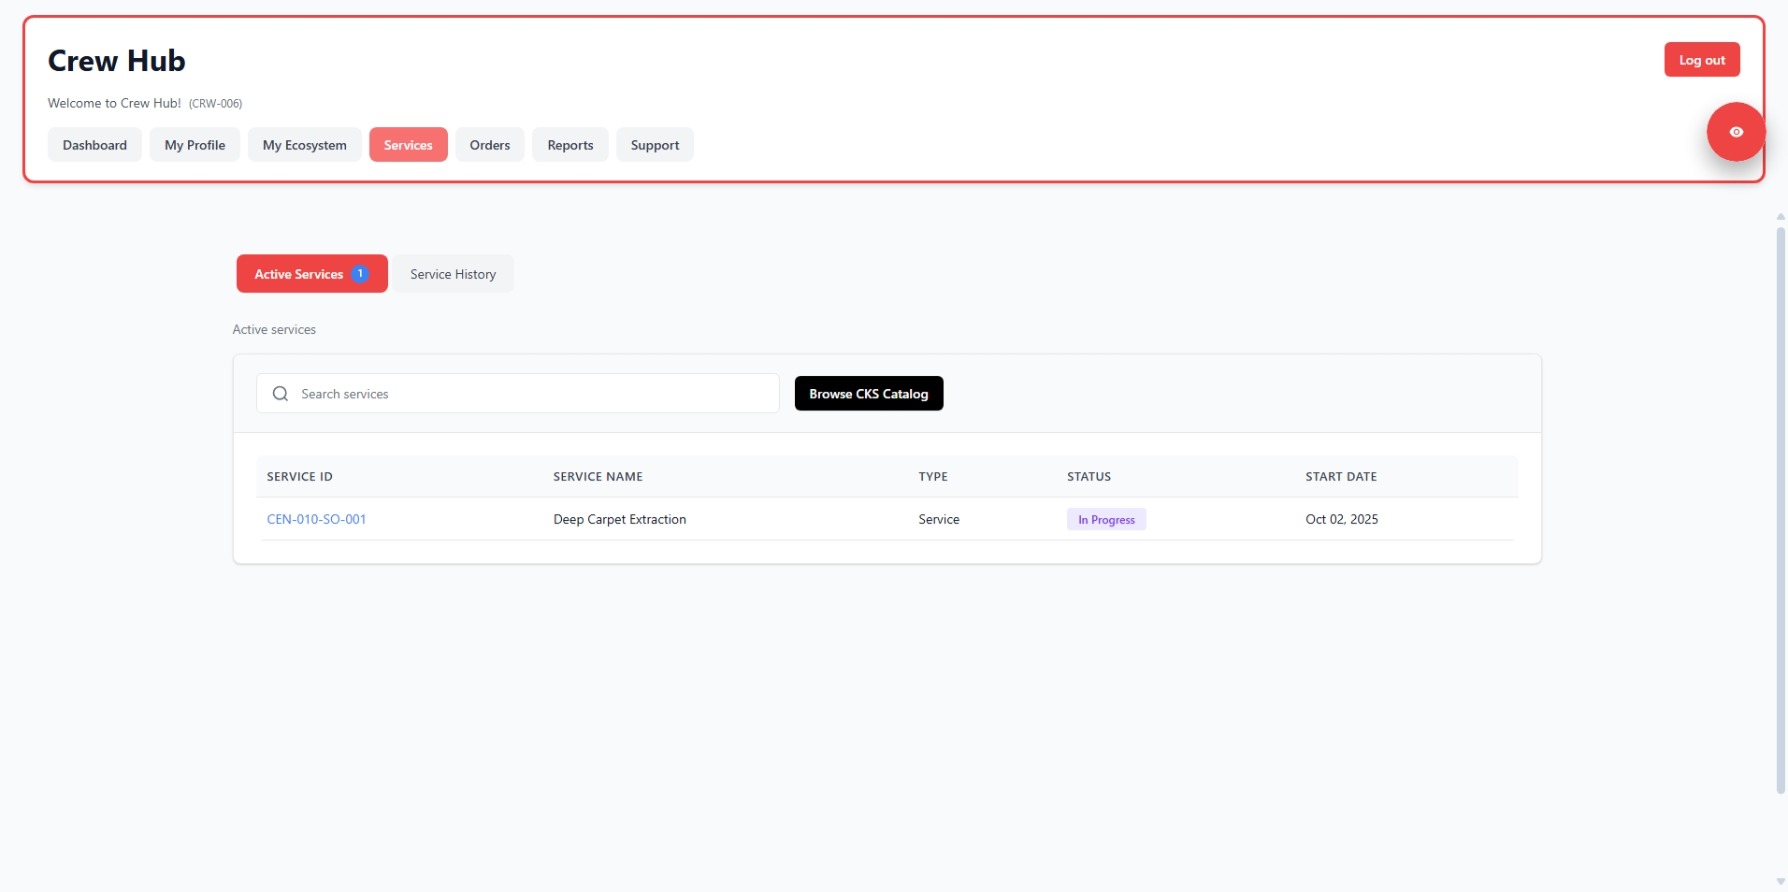 Crew Hub
Log out
Welcome to Crew Hub! (CRW-006)
Dashboard My Profile My Ecosystem Services Orders Reports Support
Active Services 1 Service History
Active services
Search services Browse CKS Catalog
SERVICE ID SERVICE NAME TYPE STATUS START DATE
CEN-010-SO-001 Deep Carpet Extraction Service In Progress Oct 02, 2025